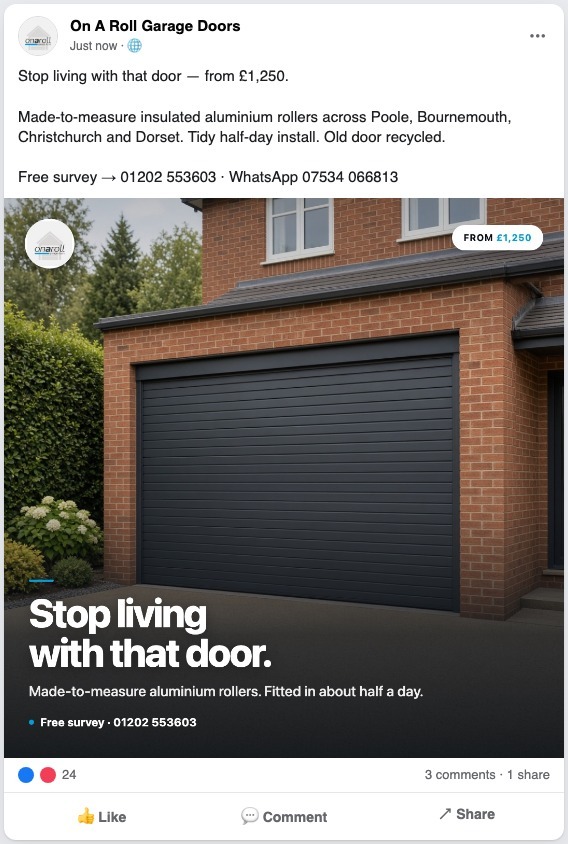 On A Roll Garage Doors
Just now ·
Stop living with that door — from £1,250.
Made-to-measure insulated aluminium rollers across Poole, Bournemouth,
Christchurch and Dorset. Tidy half-day install. Old door recycled.
Free survey → 01202 553603 · WhatsApp 07534 066813
onaroll
onaroll
FROM £1,250
Stop living
with that door.
Made-to-measure aluminium rollers. Fitted in about half a day.
Free survey · 01202 553603
24
3 comments · 1 share
Like
Comment
Share